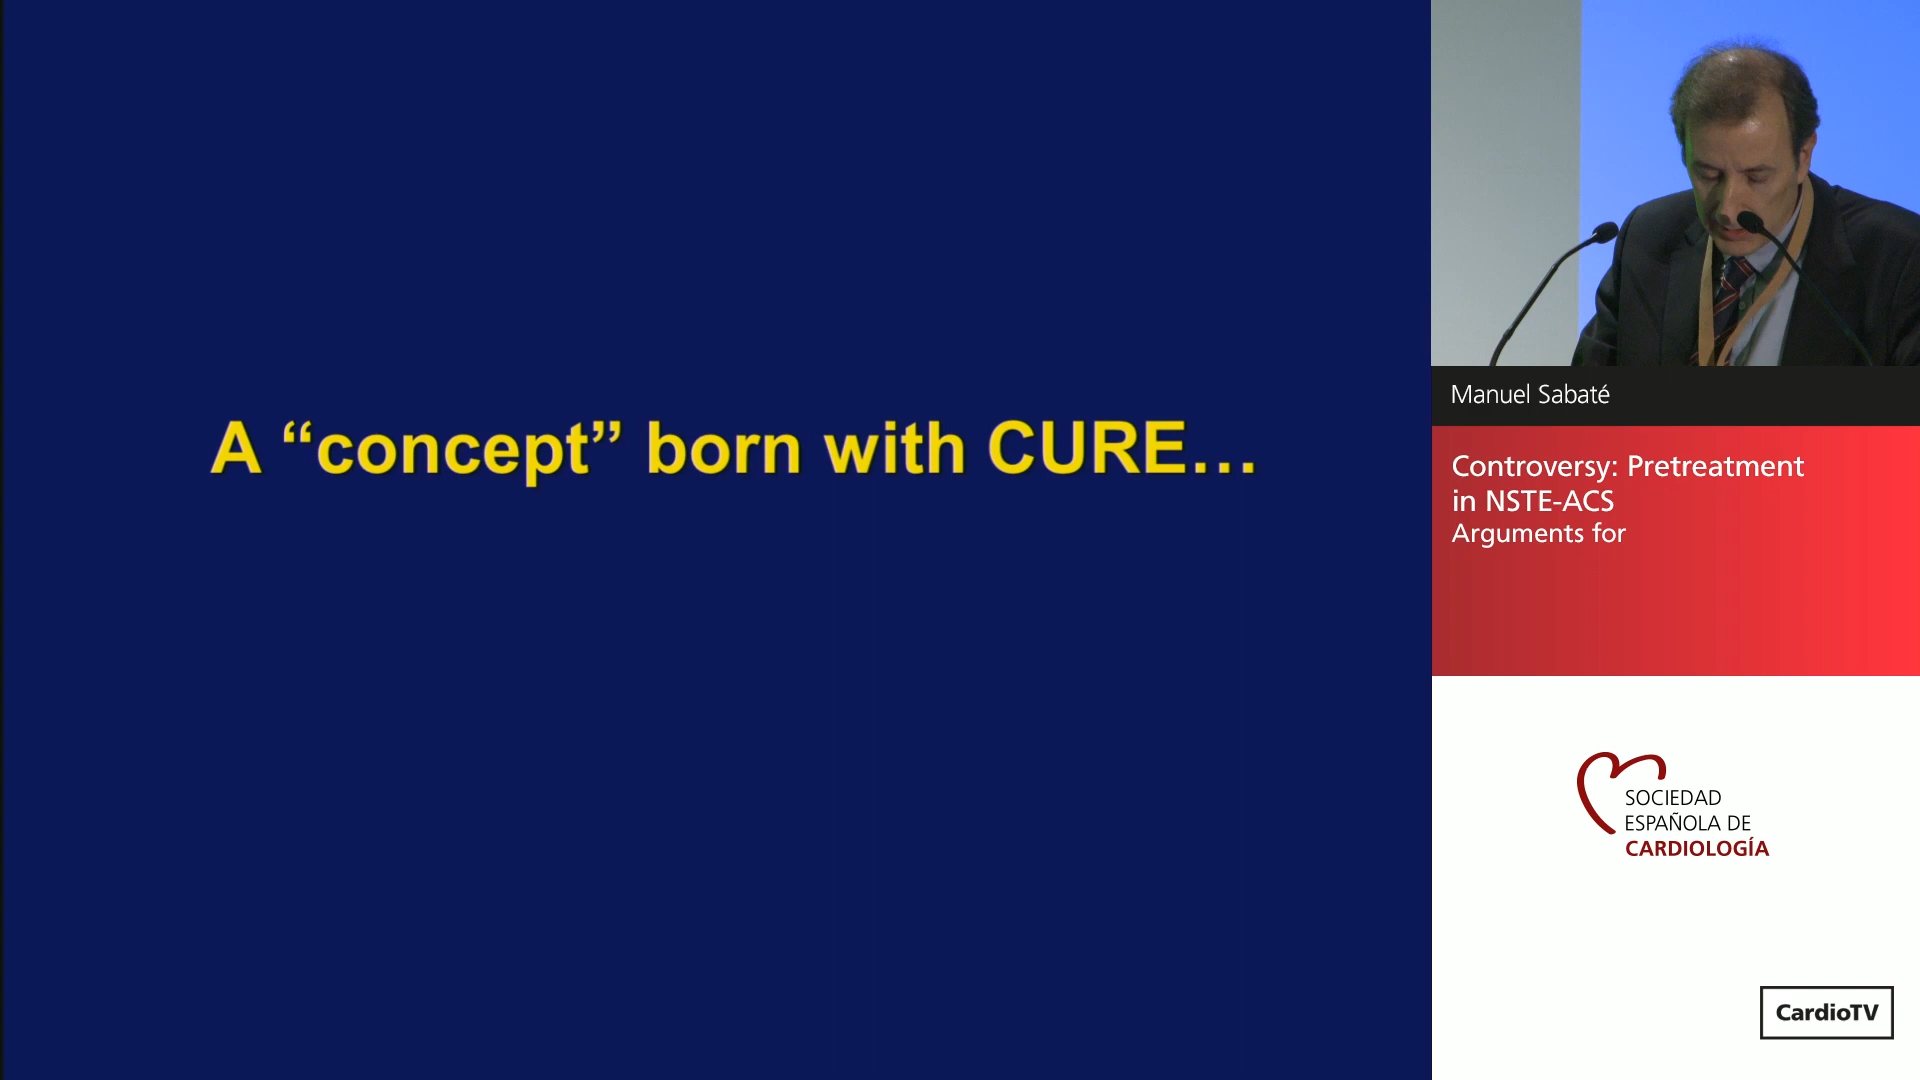 A “concept” born with CURE…
Manuel Sabaté
Controversy: Pretreatment
in NSTE-ACS
Arguments for
SOCIEDAD
ESPAÑOLA DE
CARDIOLOGÍA
CardioTV